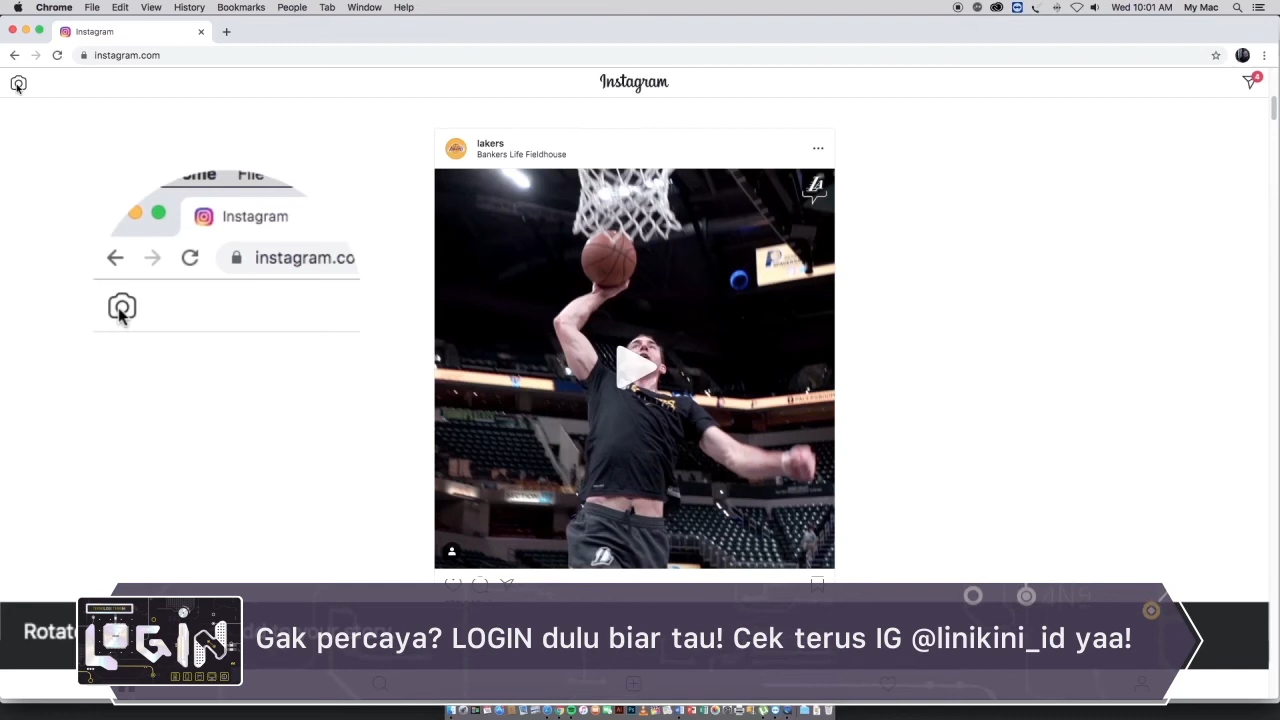 Chrome File Edit View History Bookmarks People Tab Window Help
Wed 10:01 AM My Mac
Instagram
instagram.com
Instagram
4
lakers
Bankers Life Fieldhouse
File
Instagram
instagram.co
Rotate
LOGIN
Gak percaya? LOGIN dulu biar tau! Cek terus IG @linikini_id yaa!